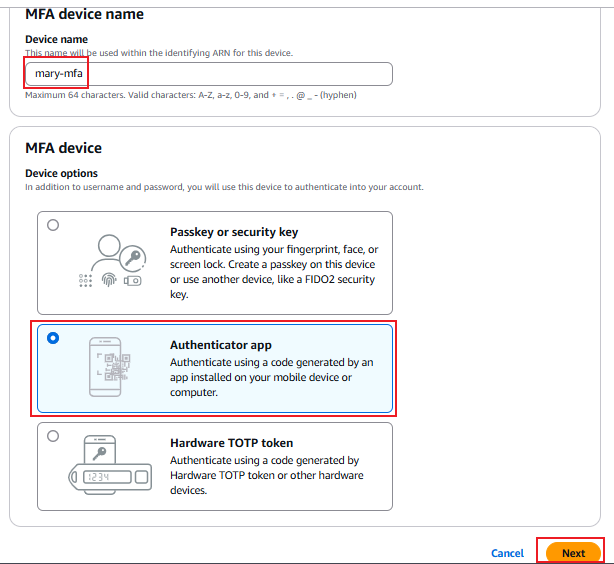 MFA device name
Device name
This name will be used within the identifying ARN for this device.
mary-mfa
Maximum 64 characters. Valid characters: A-Z, a-z, 0-9, and + = , . @ _ - (hyphen)
MFA device
Device options
In addition to username and password, you will use this device to authenticate into your account.
Passkey or security key
Authenticate using your fingerprint, face, or
screen lock. Create a passkey on this device
or use another device, like a FIDO2 security
key.
Authenticator app
Authenticate using a code generated by an
app installed on your mobile device or
computer.
Hardware TOTP token
Authenticate using a code generated by
Hardware TOTP token or other hardware
devices.
1234
Cancel
Next